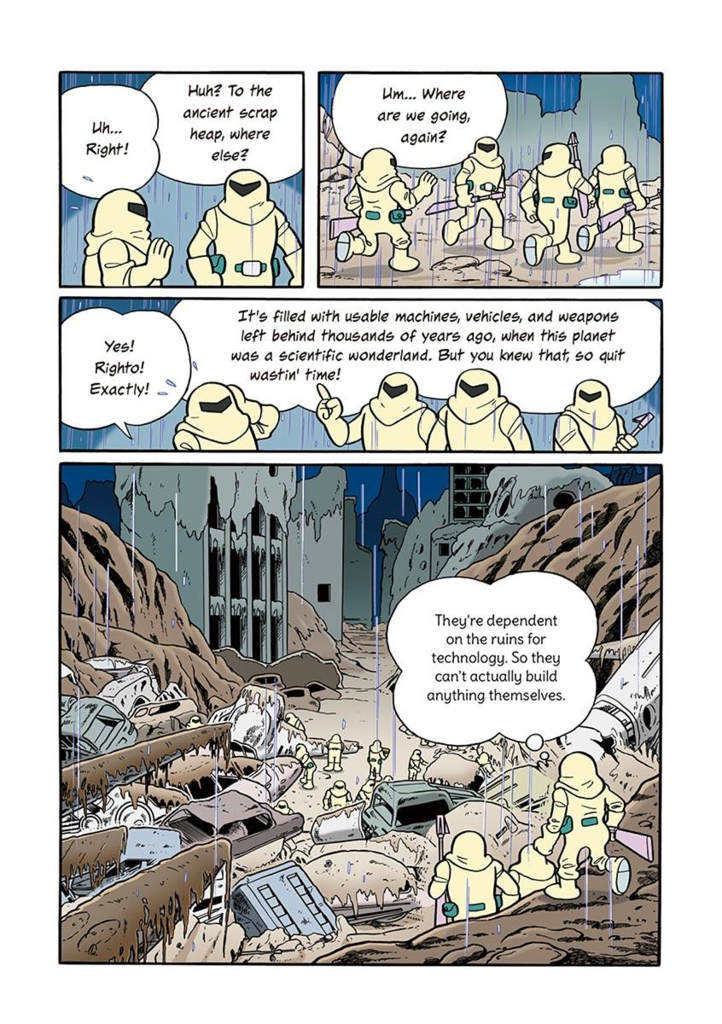 Um... Where
are we going,
again?
Huh? To the
ancient scrap
heap, where
else?
Uh...
Right!
It's filled with usable machines, vehicles, and weapons
left behind thousands of years ago, when this planet
was a scientific wonderland. But you knew that, so quit
wastin' time!
Yes!
Righto!
Exactly!
They're dependent
on the ruins for
technology. So they
can't actually build
anything themselves.